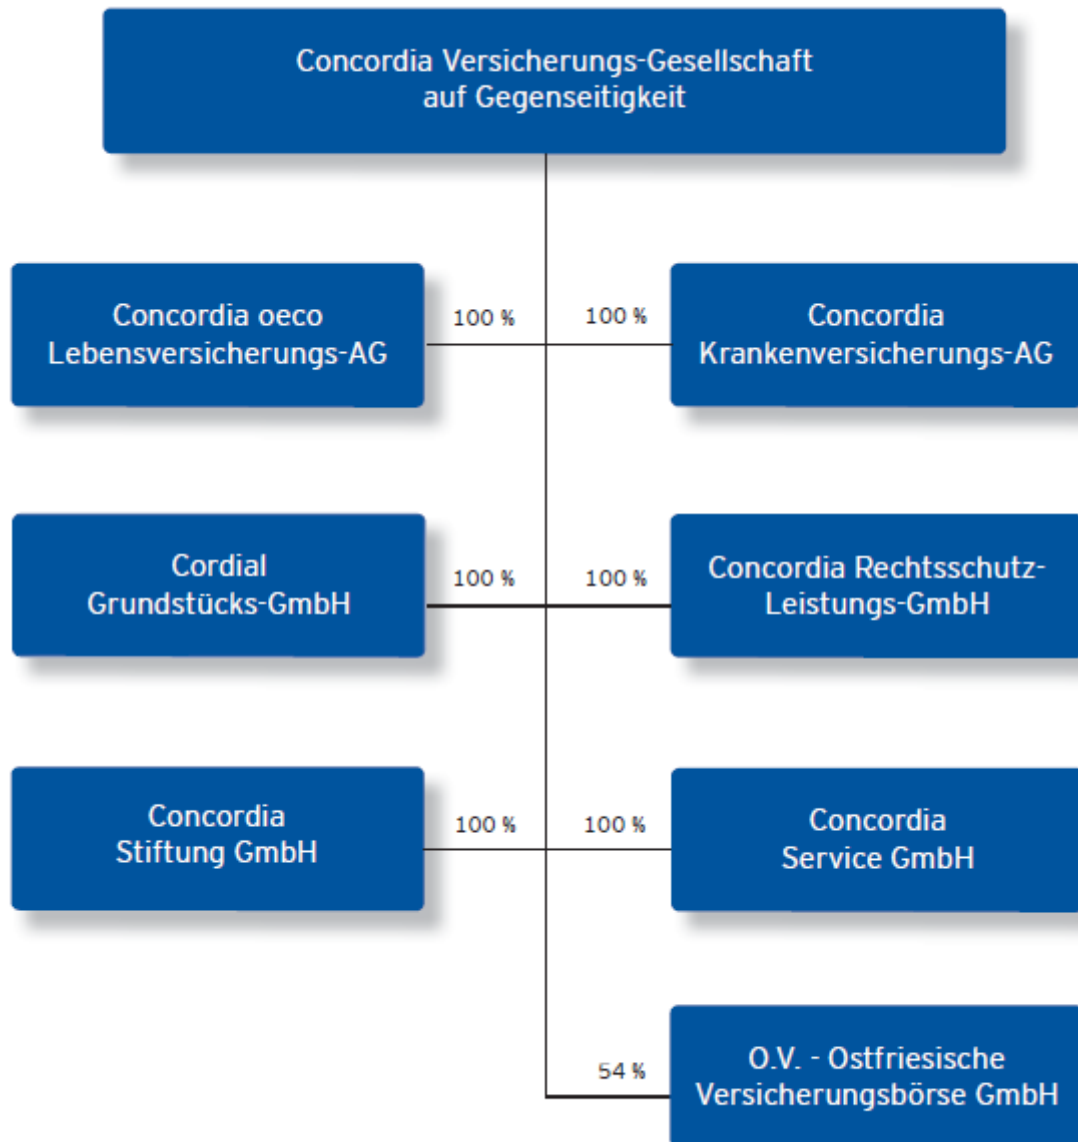 Concordia Versicherungs-Gesellschaft
auf Gegenseitigkeit
Concordia oeco
Lebensversicherungs-AG
100 %
100 %
Concordia
Krankenversicherungs-AG
Cordial
Grundstücks-GmbH
100 %
100 %
Concordia Rechtsschutz-
Leistungs-GmbH
Concordia
Stiftung GmbH
100 %
100 %
Concordia
Service GmbH
54 %
O.V. - Ostfriesische
Versicherungsbörse GmbH